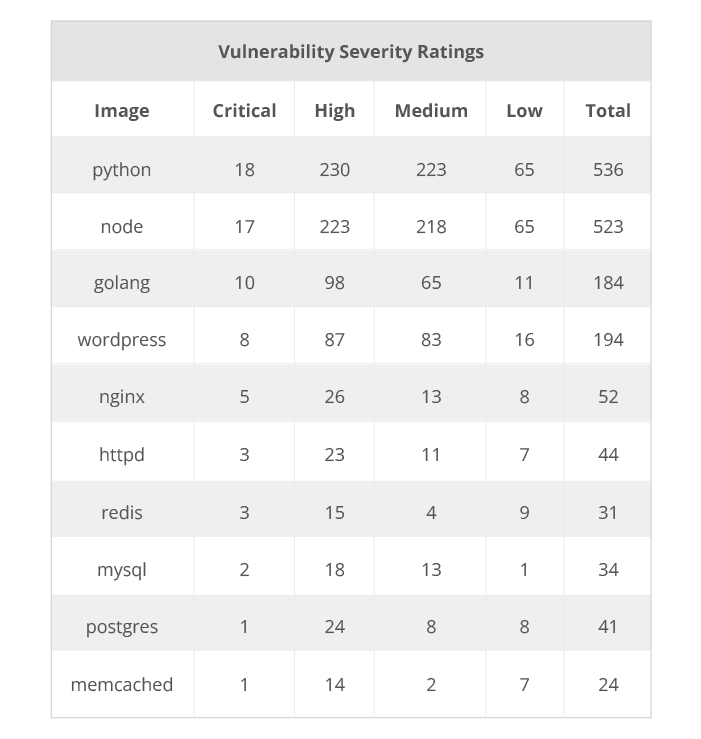 Vulnerability Severity Ratings
Image Critical High Medium Low Total
python 18 230 223 65 536
node 17 223 218 65 523
golang 10 98 65 11 184
wordpress 8 87 83 16 194
nginx 5 26 13 8 52
httpd 3 23 11 7 44
redis 3 15 4 9 31
mysql 2 18 13 1 34
postgres 1 24 8 8 41
memcached 1 14 2 7 24